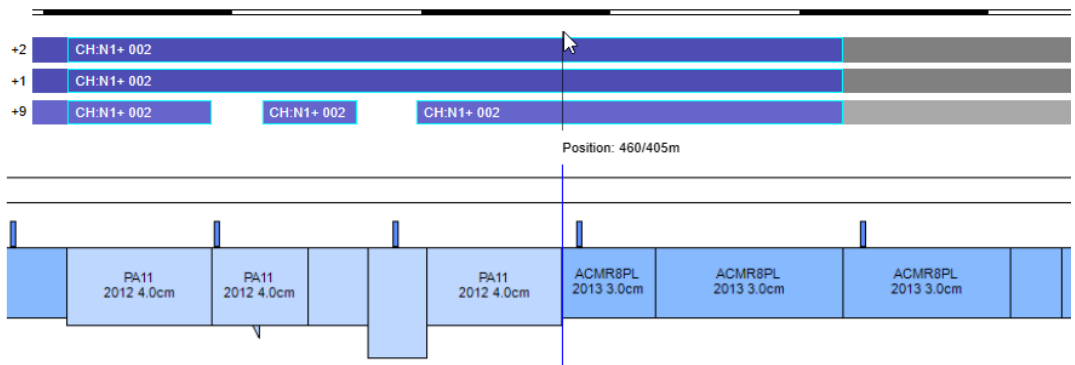 +2 CH:N1+ 002
+1 CH:N1+ 002
+9 CH:N1+ 002 CH:N1+ 002 CH:N1+ 002
Position: 460/405m
PA11
2012 4.0cm
PA11
2012 4.0cm
PA11
2012 4.0cm
ACMR8PL
2013 3.0cm
ACMR8PL
2013 3.0cm
ACMR8PL
2013 3.0cm